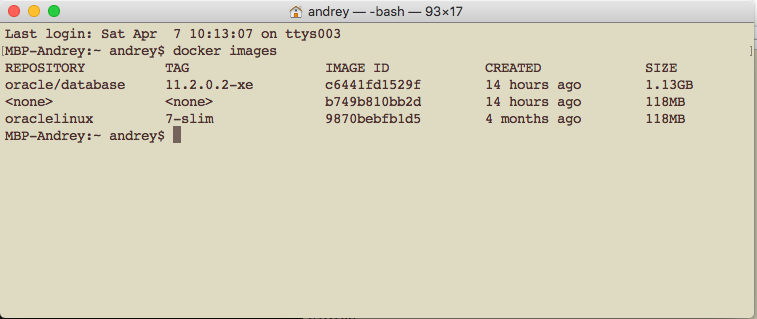 andrey — -bash — 93×17
Last login: Sat Apr  7 10:13:07 on ttys003
[MBP-Andrey:~ andrey$ docker images ]
REPOSITORY          TAG                 IMAGE ID            CREATED             SIZE
oracle/database     11.2.0.2-xe         c6441fd1529f        14 hours ago        1.13GB
<none>              <none>              b749b810bb2d        14 hours ago        118MB
oraclelinux         7-slim              9870bebfb1d5        4 months ago        118MB
MBP-Andrey:~ andrey$